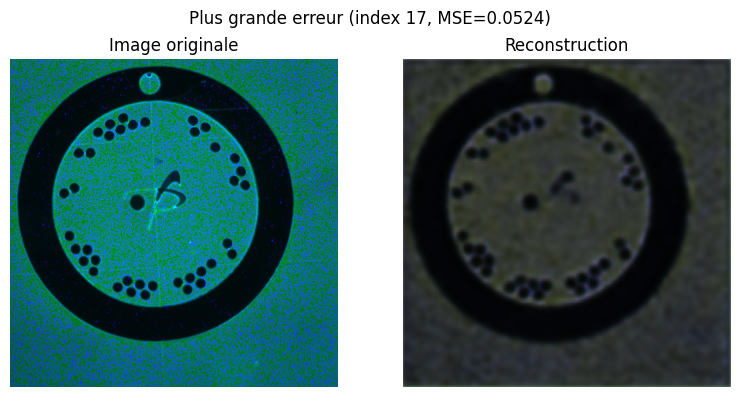 Plus grande erreur (index 17, MSE=0.0524)
Image originale
Reconstruction